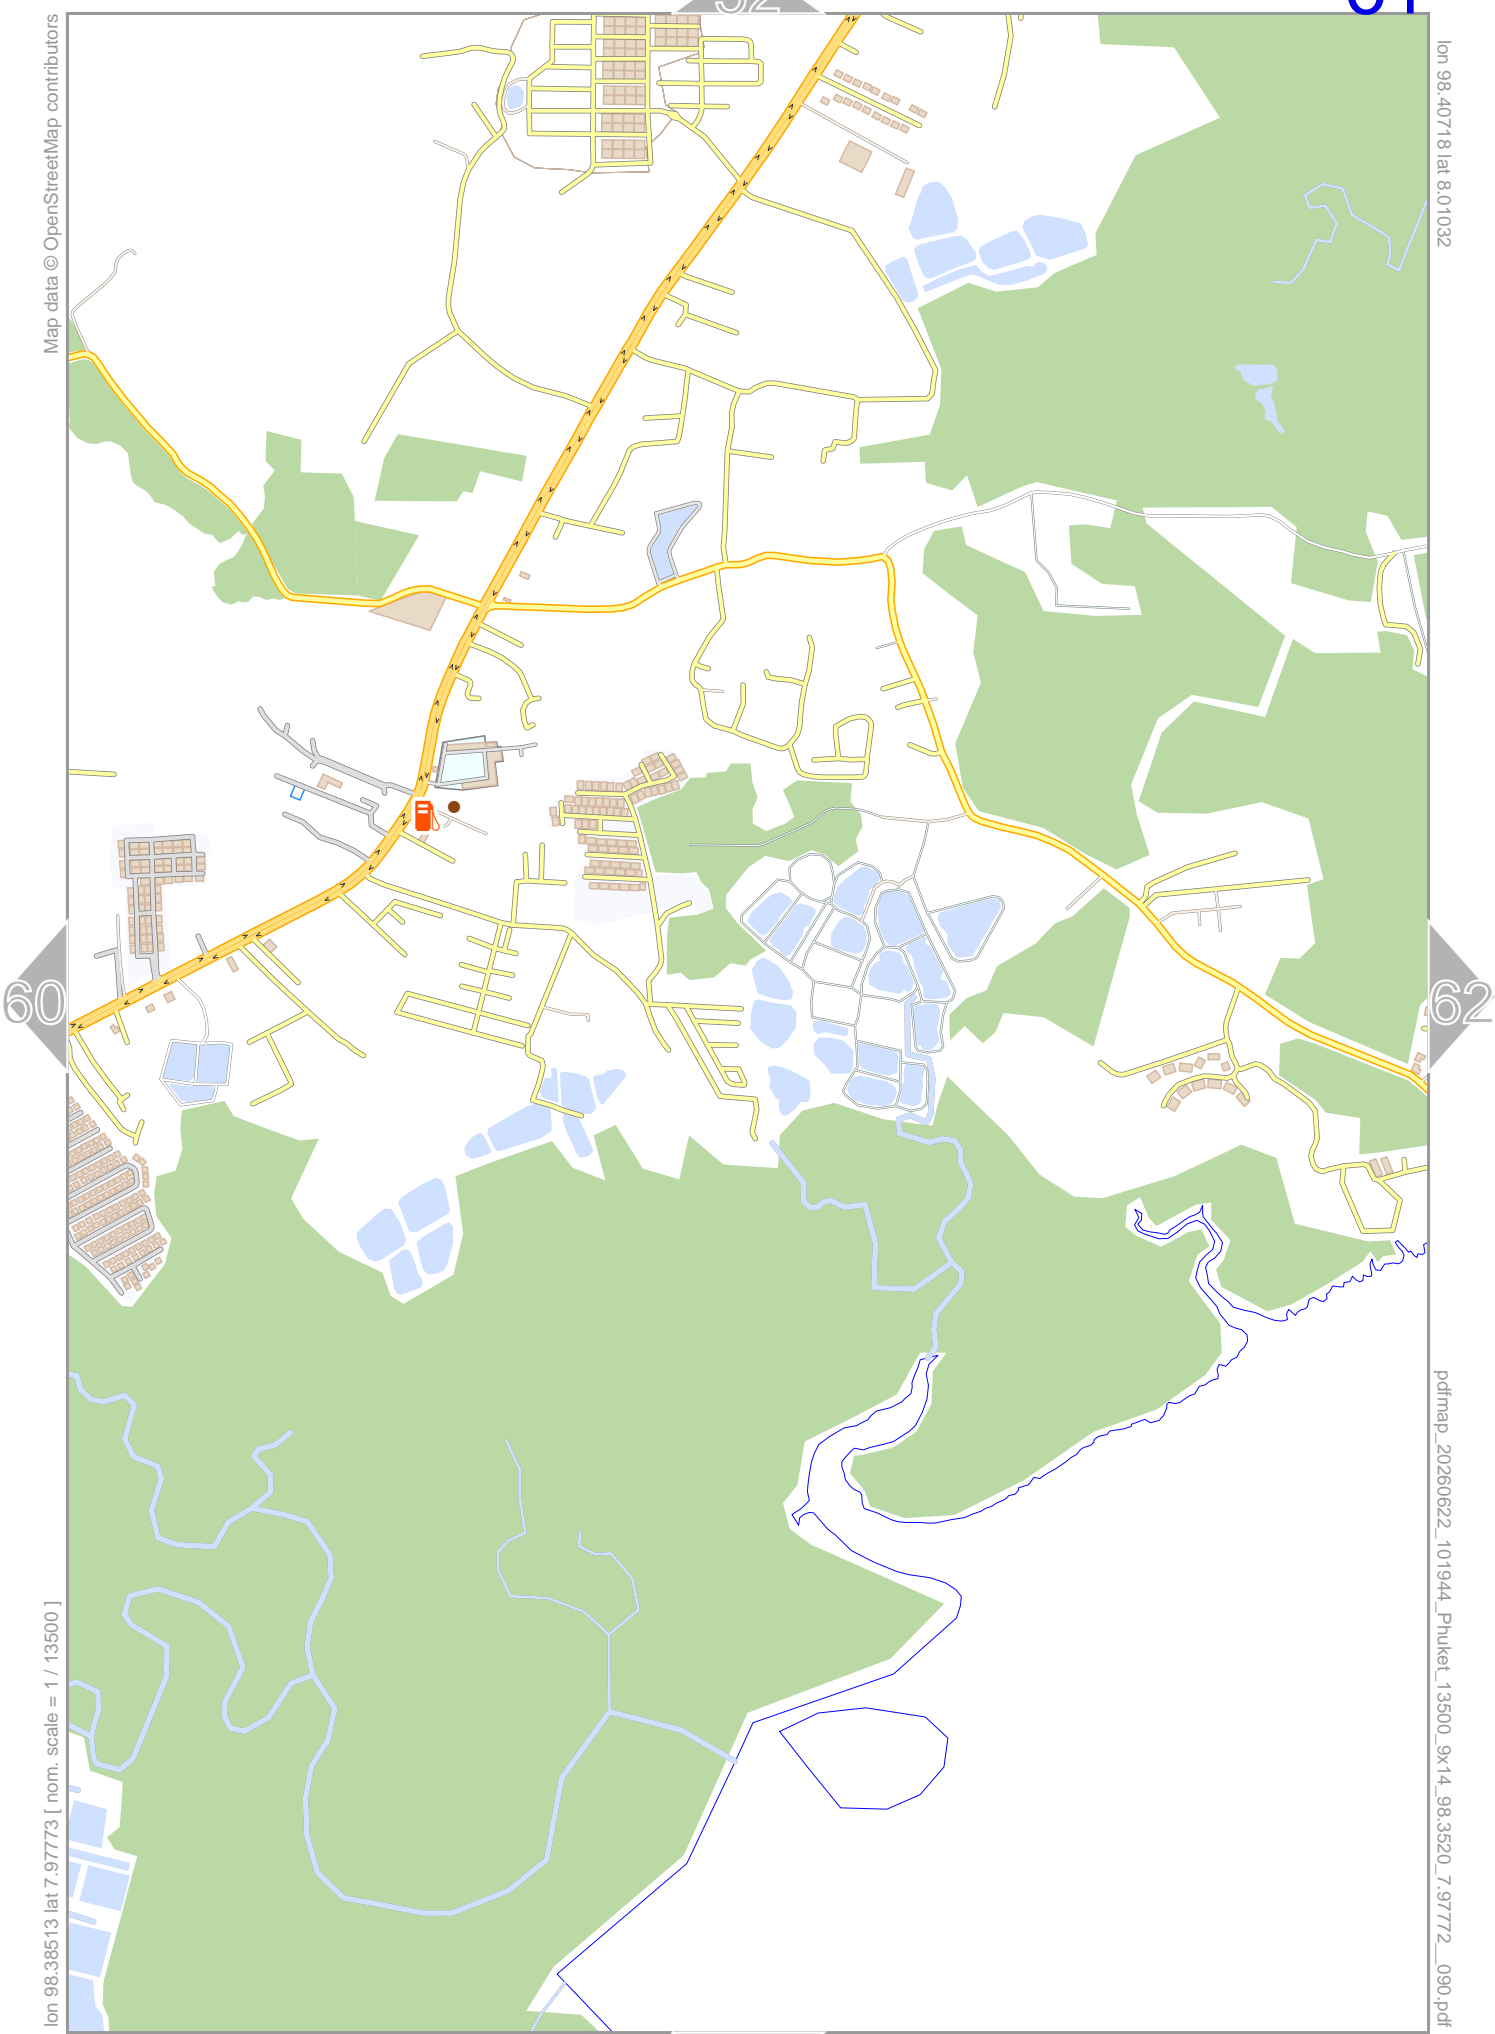 Map data © OpenStreetMap contributors
lon 98.40718 lat 8.01032
60
62
lon 98.38513 lat 7.97773 [ nom. scale = 1 / 13500 ]
pdfmap_20260622_101944_Phuket_13500_9x14_98.3520_7.97772__090.pdf